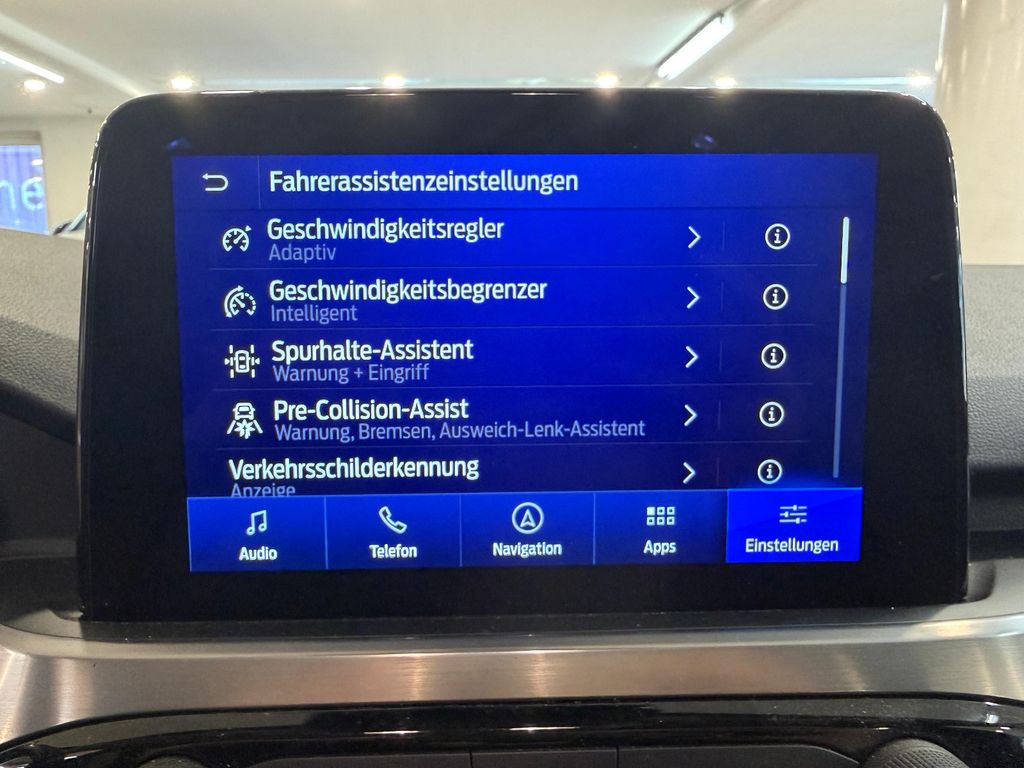 Fahrerassistenzeinstellungen
Geschwindigkeitsregler
Adaptiv
Geschwindigkeitsbegrenzer
Intelligent
Spurhalte-Assistent
Warnung + Eingriff
Pre-Collision-Assist
Warnung, Bremsen, Ausweich-Lenk-Assistent
Verkehrsschilderkennung
Anzeige
Audio
Telefon
Navigation
Apps
Einstellungen